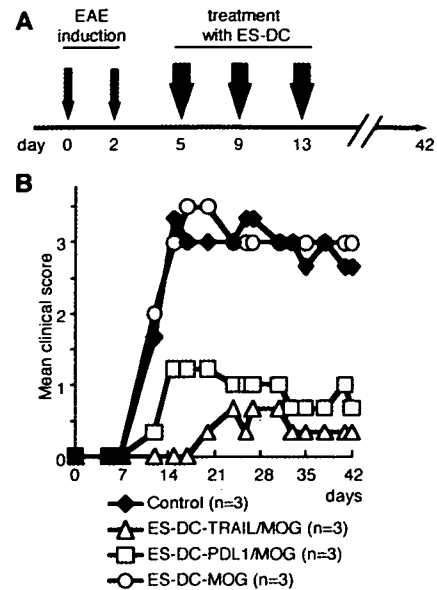 A
EAE
induction
treatment
with ES-DC
day 0 2 5 9 13 42
B
Mean clinical score
3
2
1
0
0 7 14 21 28 35 42
days
Control (n=3)
ES-DC-TRAIL/MOG (n=3)
ES-DC-PDL1/MOG (n=3)
ES-DC-MOG (n=3)